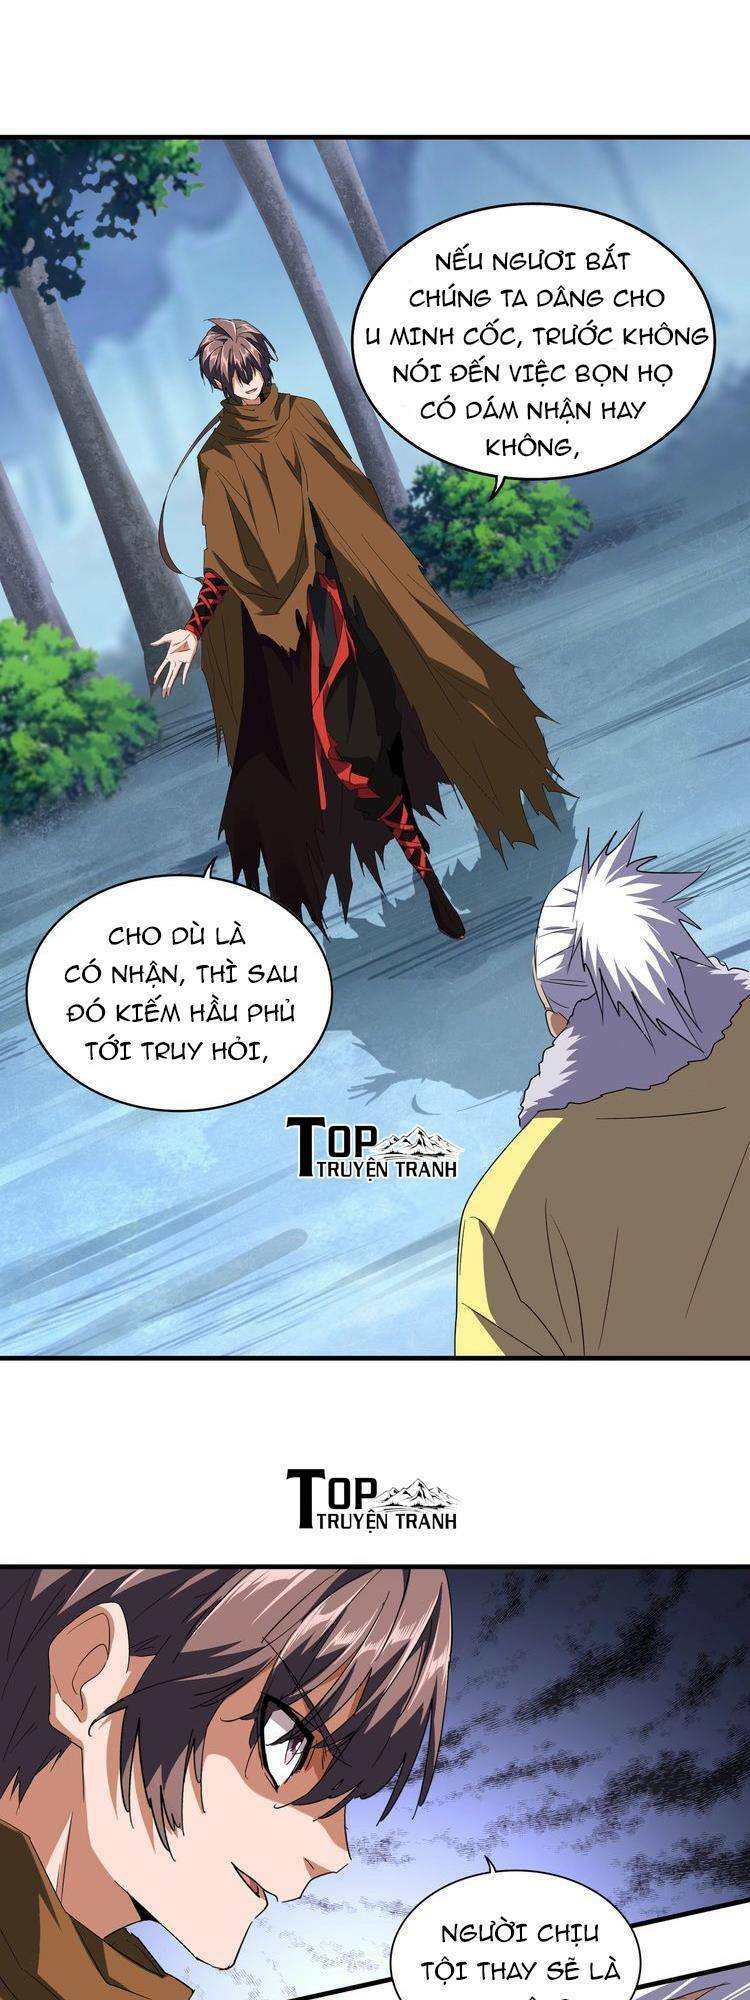 NẾU NGƯƠI BẮT
CHÚNG TA DÂNG CHO
U MINH CỐC, TRƯỚC KHÔNG
NÓI ĐẾN VIỆC BỌN HỌ
CÓ DÁM NHẬN HAY
KHÔNG,
CHO DÙ LÀ
CÓ NHẬN, THÌ SAU
ĐÓ KIẾM HẦU PHỦ
TỚI TRUY HỎI,
TOP
TRUYỆN TRANH
TOP
TRUYỆN TRANH
NGƯỜI CHỊU
TỘI THAY SẼ LÀ